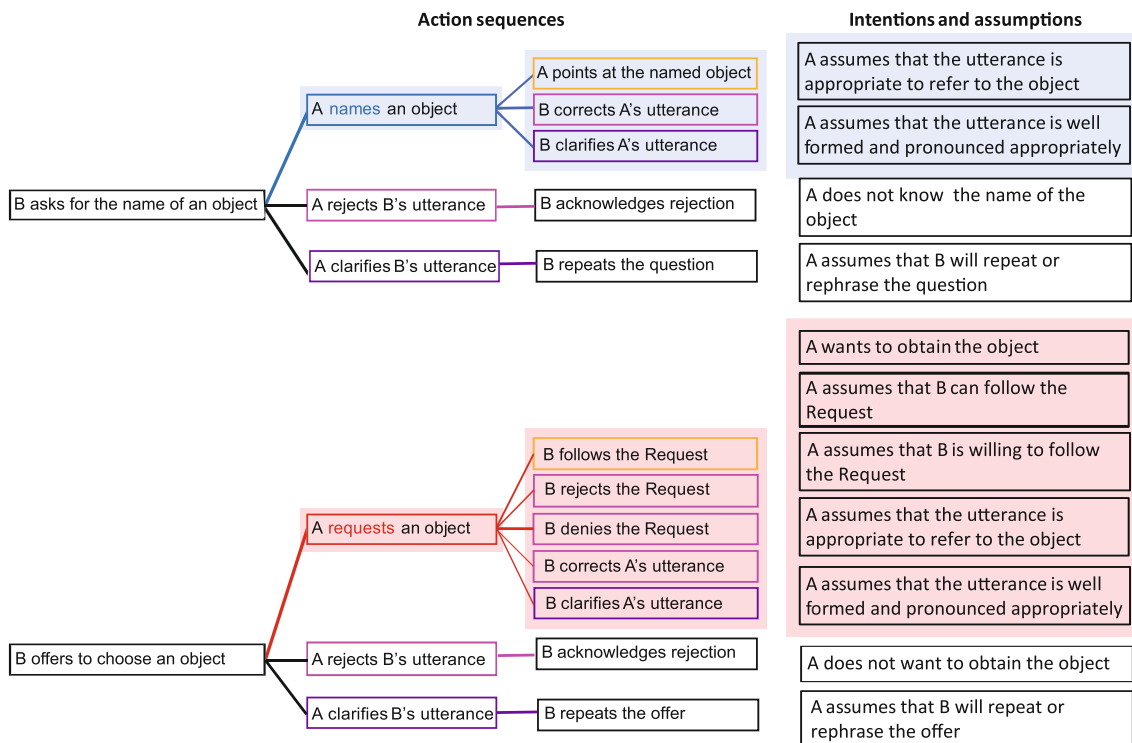 Action sequences
Intentions and assumptions
A points at the named object
A names an object
B corrects A's utterance
B clarifies A's utterance
A assumes that the utterance is
appropriate to refer to the object
A assumes that the utterance is well
formed and pronounced appropriately
B asks for the name of an object
A rejects B's utterance
B acknowledges rejection
A does not know the name of the
object
A clarifies B's utterance
B repeats the question
A assumes that B will repeat or
rephrase the question
A wants to obtain the object
A assumes that B can follow the
Request
A assumes that B is willing to follow
the Request
A assumes that the utterance is
appropriate to refer to the object
A assumes that the utterance is well
formed and pronounced appropriately
B follows the Request
B rejects the Request
A requests an object
B denies the Request
B corrects A's utterance
B clarifies A's utterance
B offers to choose an object
A rejects B's utterance
B acknowledges rejection
A does not want to obtain the object
A clarifies B's utterance
B repeats the offer
A assumes that B will repeat or
rephrase the offer